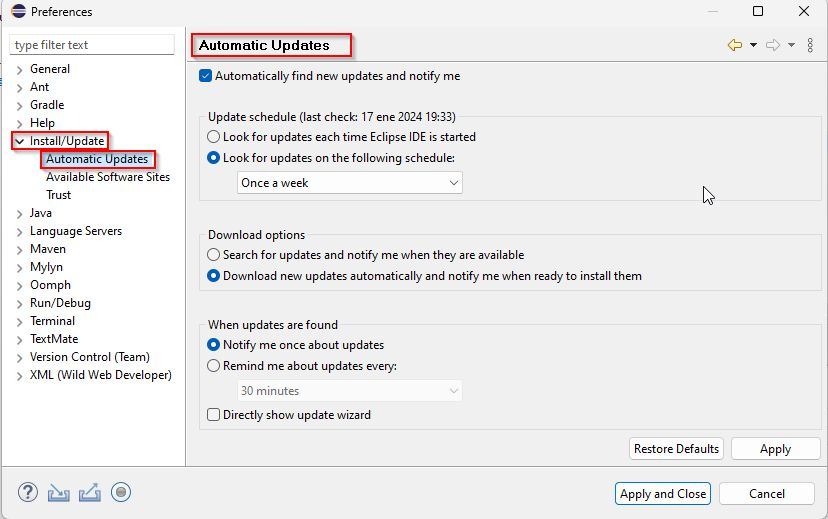 Preferences
type filter text
General
Ant
Gradle
Help
Install/Update
Automatic Updates
Available Software Sites
Trust
Java
Language Servers
Maven
Mylyn
Oomph
Run/Debug
Terminal
TextMate
Version Control (Team)
XML (Wild Web Developer)
Automatic Updates
Automatically find new updates and notify me
Update schedule (last check: 17 ene 2024 19:33)
Look for updates each time Eclipse IDE is started
Look for updates on the following schedule:
Once a week
Download options
Search for updates and notify me when they are available
Download new updates automatically and notify me when ready to install them
When updates are found
Notify me once about updates
Remind me about updates every:
30 minutes
Directly show update wizard
Restore Defaults
Apply
Apply and Close
Cancel